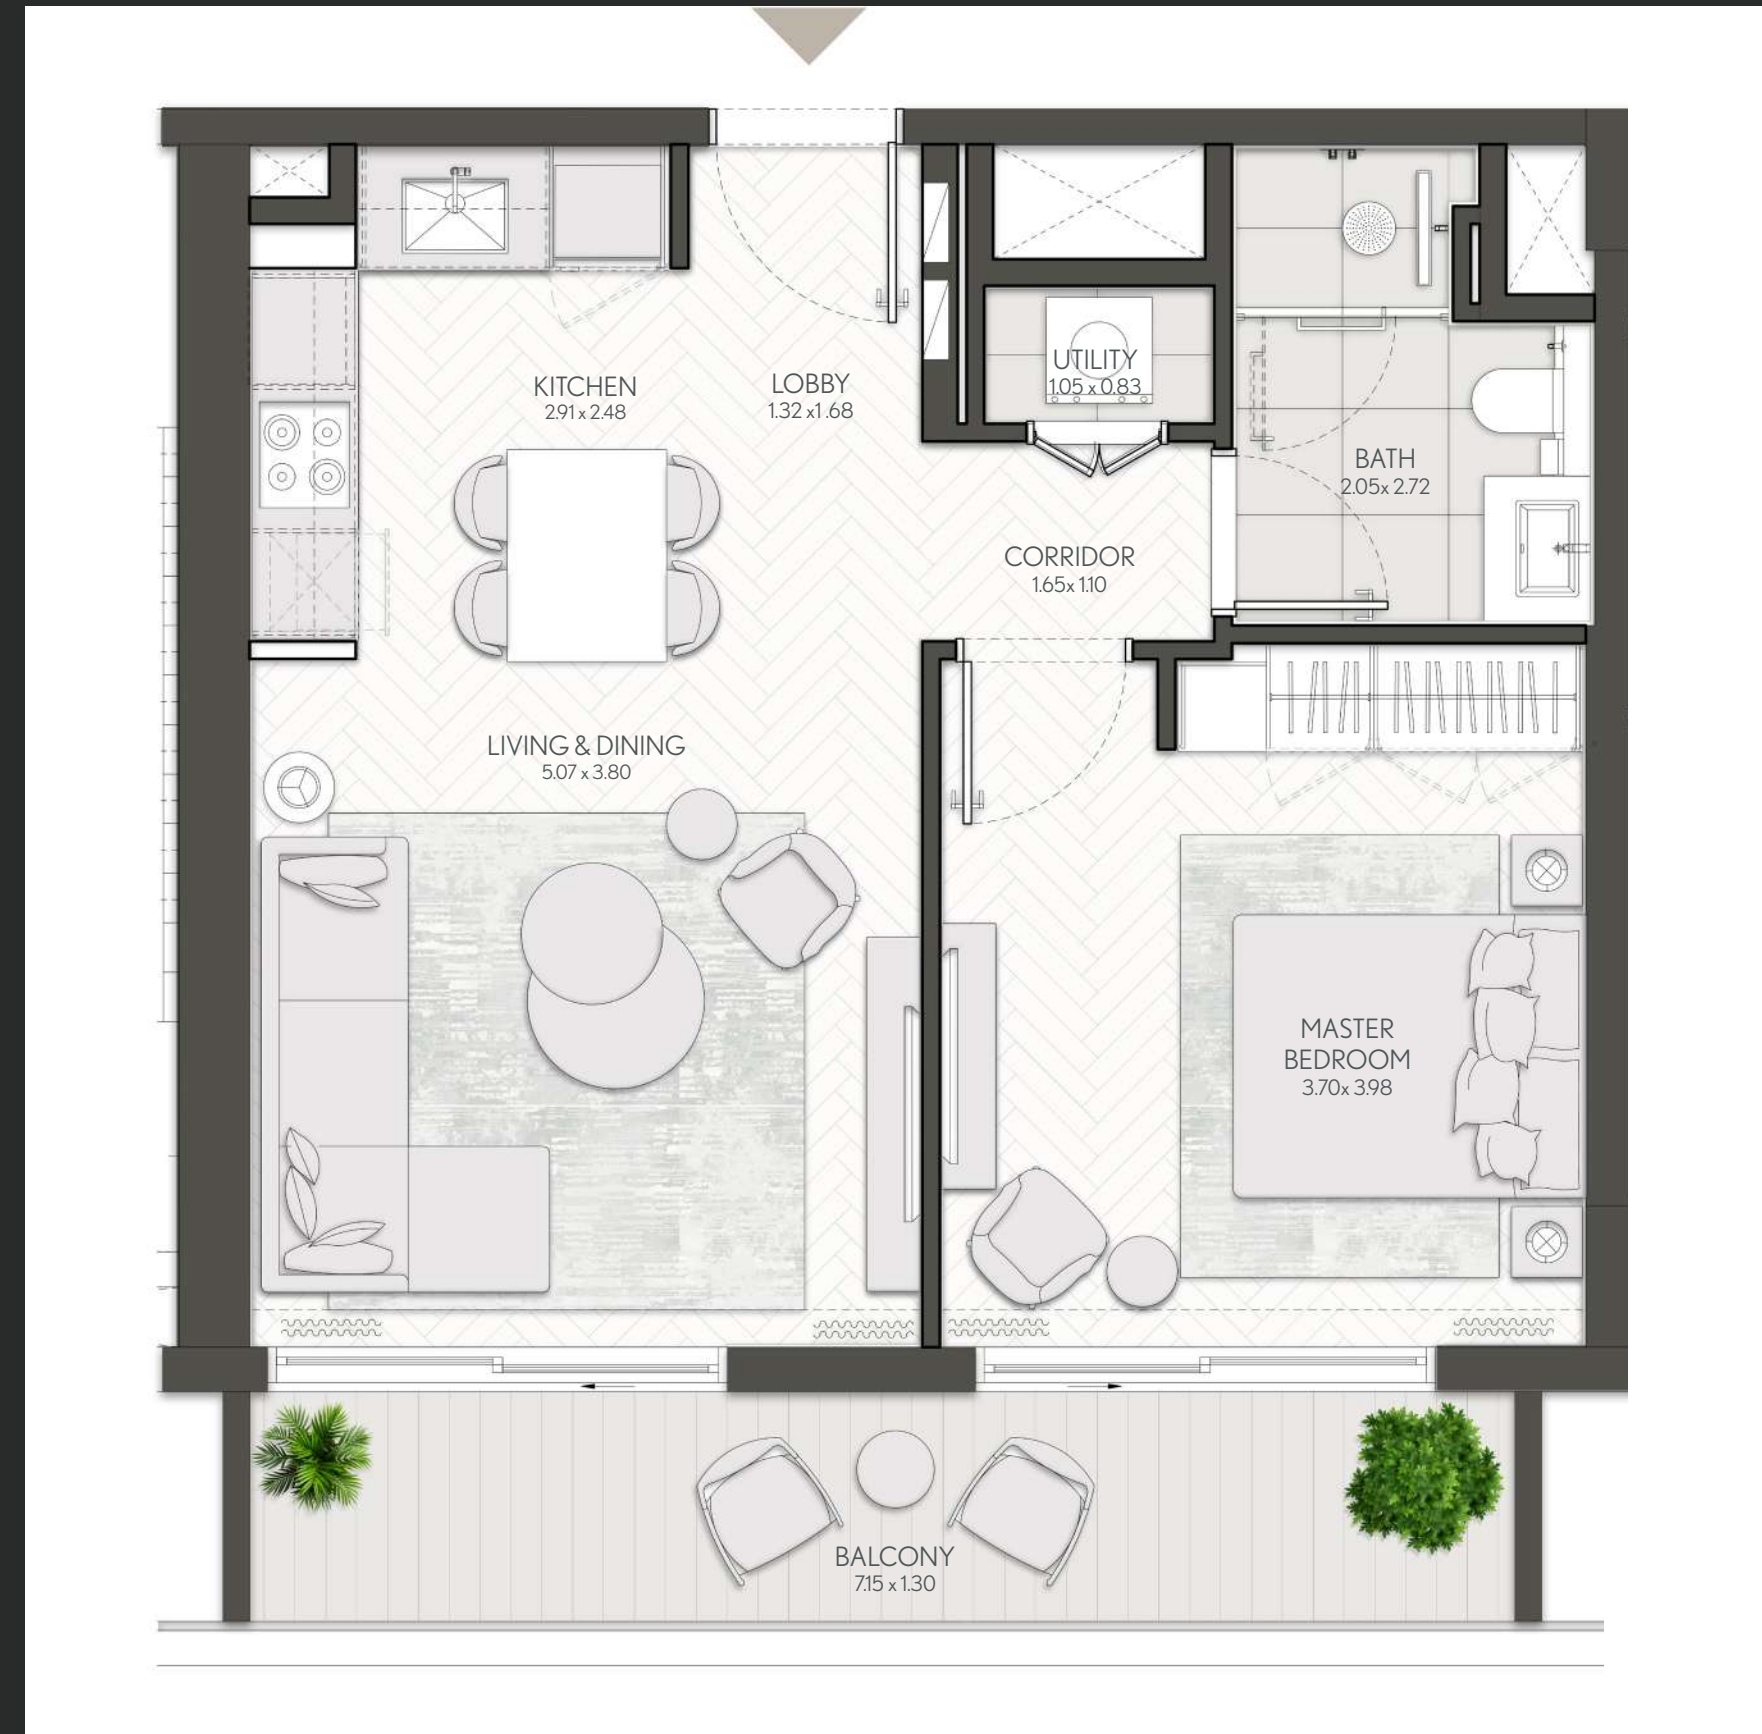 KITCHEN
2.91 x 2.48
LOBBY
1.32 x1.68
UTILITY
1.05 x 0.83
BATH
2.05x 2.72
CORRIDOR
1.65x 1.10
LIVING & DINING
5.07 x 3.80
MASTER
BEDROOM
3.70x 3.98
BALCONY
7.15 x 1.30